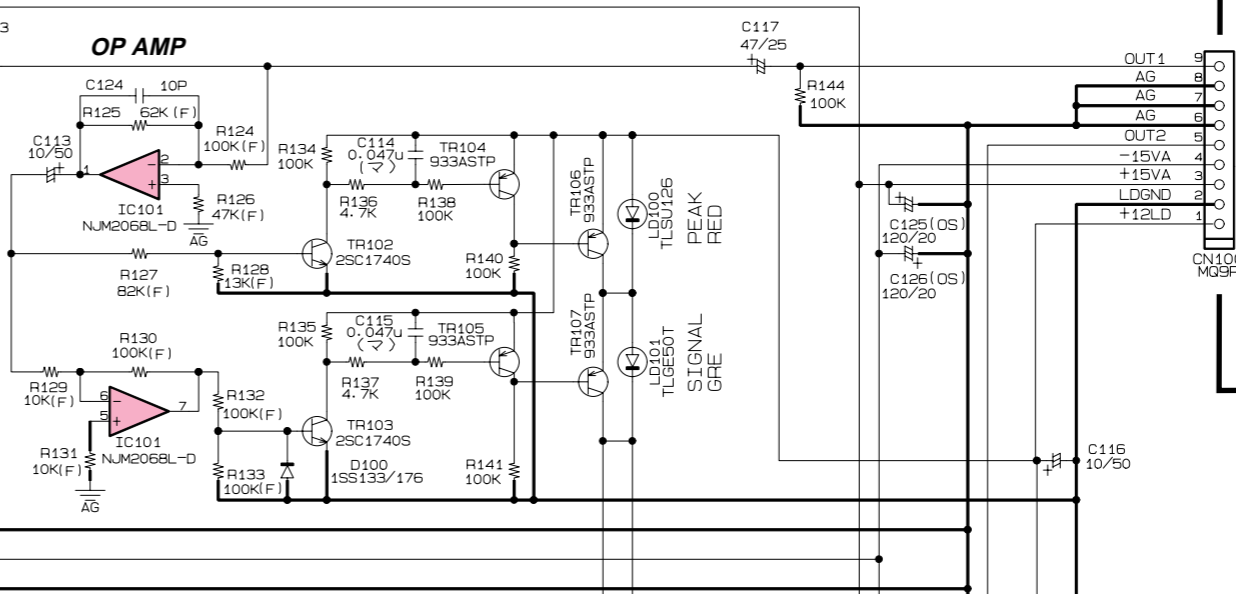 3
OP AMP
C117
47/25
C124 10P
R125 62K(F)
R124
100K(F)
C113
10/50
1
2
3
R126
47K(F)
AG
IC101
NJM2068L-D
R127
82K(F)
R128
13K(F)
R134
100K
C114
0.047u
(マ)
TR104
933ASTP
R136
4.7K
R138
100K
TR102
2SC1740S
R140
100K
TR106
933ASTP
LD100
TLSU126
PEAK
RED
R144
100K
OUT1 9
AG 8
AG 7
AG 6
OUT2 5
-15VA 4
+15VA 3
LDGND 2
+12LD 1
C125(OS)
120/20
C126(OS)
120/20
R130
100K(F)
R129
10K(F)
6
5
7
R131
10K(F)
AG
IC101
NJM2068L-D
R132
100K(F)
R133
100K(F)
R135
100K
C115
0.047u
(マ)
TR105
933ASTP
R137
4.7K
R139
100K
TR103
2SC1740S
D100
1SS133/176
R141
100K
TR107
933ASTP
LD101
TLGE50T
SIGNAL
GRE
C116
10/50